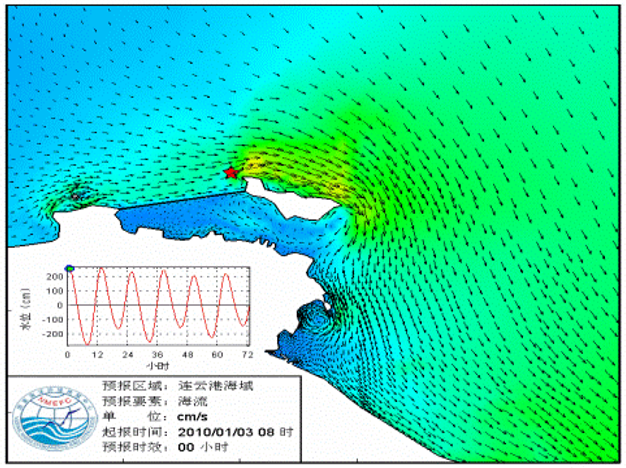 水位 (cm)
200
100
0
-100
-200
0 12 24 36 48 60 72
小时
NMEFC
预报区域：连云港海域
预报要素：海流
单 位：cm/s
起报时间：2010/01/03 08 时
预报时效：00 小时